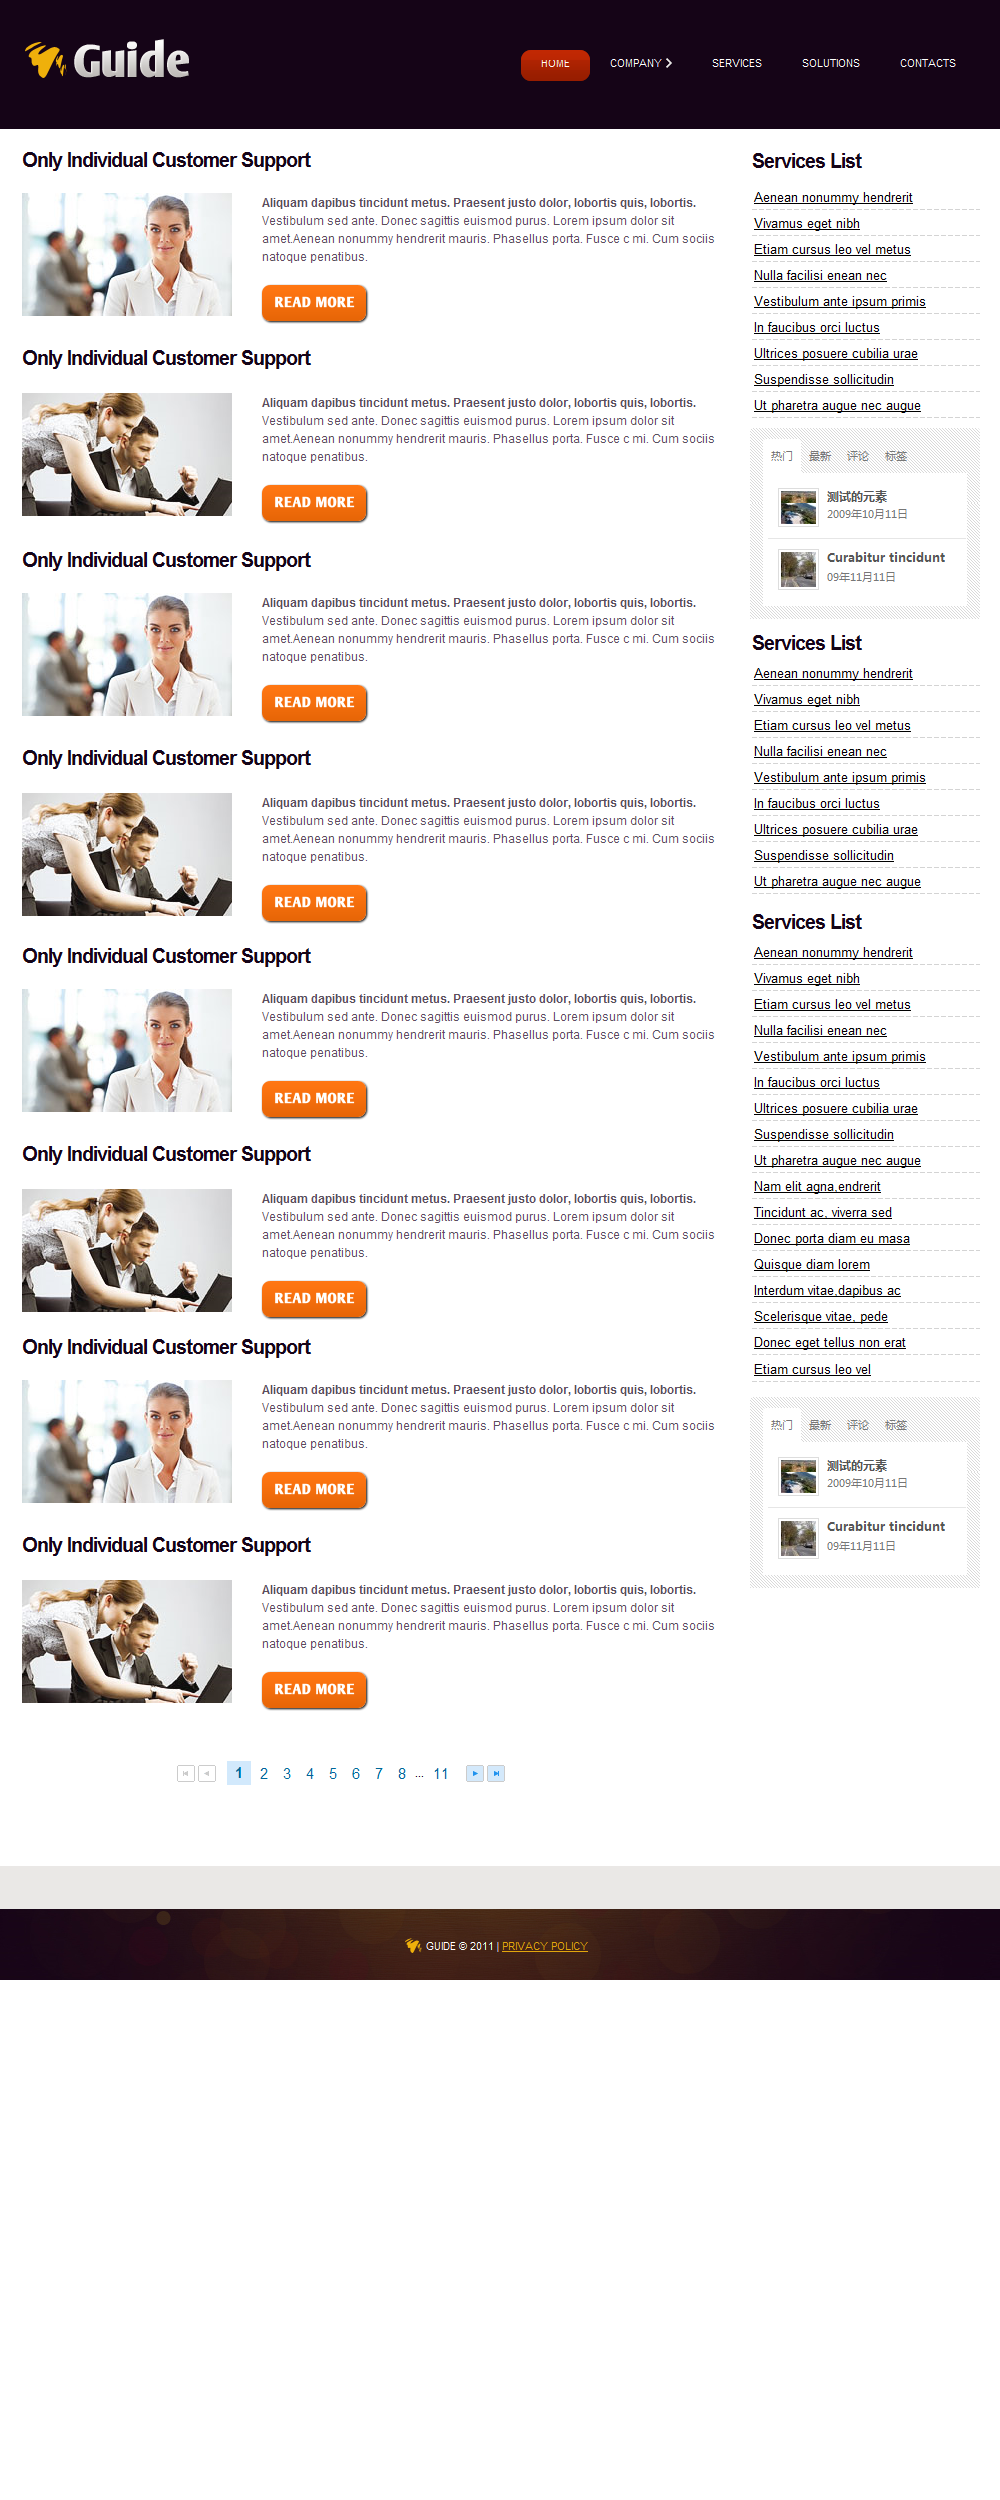 Guide
HOME COMPANY SERVICES SOLUTIONS CONTACTS
Only Individual Customer Support
Aliquam dapibus tincidunt metus. Praesent justo dolor, lobortis quis, lobortis.
Vestibulum sed ante. Donec sagittis euismod purus. Lorem ipsum dolor sit
amet.Aenean nonummy hendrerit mauris. Phasellus porta. Fusce c mi. Cum sociis
natoque penatibus.
READ MORE
Only Individual Customer Support
Aliquam dapibus tincidunt metus. Praesent justo dolor, lobortis quis, lobortis.
Vestibulum sed ante. Donec sagittis euismod purus. Lorem ipsum dolor sit
amet.Aenean nonummy hendrerit mauris. Phasellus porta. Fusce c mi. Cum sociis
natoque penatibus.
READ MORE
Only Individual Customer Support
Aliquam dapibus tincidunt metus. Praesent justo dolor, lobortis quis, lobortis.
Vestibulum sed ante. Donec sagittis euismod purus. Lorem ipsum dolor sit
amet.Aenean nonummy hendrerit mauris. Phasellus porta. Fusce c mi. Cum sociis
natoque penatibus.
READ MORE
Only Individual Customer Support
Aliquam dapibus tincidunt metus. Praesent justo dolor, lobortis quis, lobortis.
Vestibulum sed ante. Donec sagittis euismod purus. Lorem ipsum dolor sit
amet.Aenean nonummy hendrerit mauris. Phasellus porta. Fusce c mi. Cum sociis
natoque penatibus.
READ MORE
Only Individual Customer Support
Aliquam dapibus tincidunt metus. Praesent justo dolor, lobortis quis, lobortis.
Vestibulum sed ante. Donec sagittis euismod purus. Lorem ipsum dolor sit
amet.Aenean nonummy hendrerit mauris. Phasellus porta. Fusce c mi. Cum sociis
natoque penatibus.
READ MORE
Only Individual Customer Support
Aliquam dapibus tincidunt metus. Praesent justo dolor, lobortis quis, lobortis.
Vestibulum sed ante. Donec sagittis euismod purus. Lorem ipsum dolor sit
amet.Aenean nonummy hendrerit mauris. Phasellus porta. Fusce c mi. Cum sociis
natoque penatibus.
READ MORE
Only Individual Customer Support
Aliquam dapibus tincidunt metus. Praesent justo dolor, lobortis quis, lobortis.
Vestibulum sed ante. Donec sagittis euismod purus. Lorem ipsum dolor sit
amet.Aenean nonummy hendrerit mauris. Phasellus porta. Fusce c mi. Cum sociis
natoque penatibus.
READ MORE
Only Individual Customer Support
Aliquam dapibus tincidunt metus. Praesent justo dolor, lobortis quis, lobortis.
Vestibulum sed ante. Donec sagittis euismod purus. Lorem ipsum dolor sit
amet.Aenean nonummy hendrerit mauris. Phasellus porta. Fusce c mi. Cum sociis
natoque penatibus.
READ MORE
1 2 3 4 5 6 7 8 ... 11
Services List
Aenean nonummy hendrerit
Vivamus eget nibh
Etiam cursus leo vel metus
Nulla facilisi enean nec
Vestibulum ante ipsum primis
In faucibus orci luctus
Ultrices posuere cubilia urae
Suspendisse sollicitudin
Ut pharetra augue nec augue
热门 最新 评论 标签
测试的元素
2009年10月11日
Curabitur tincidunt
09年11月11日
Services List
Aenean nonummy hendrerit
Vivamus eget nibh
Etiam cursus leo vel metus
Nulla facilisi enean nec
Vestibulum ante ipsum primis
In faucibus orci luctus
Ultrices posuere cubilia urae
Suspendisse sollicitudin
Ut pharetra augue nec augue
Services List
Aenean nonummy hendrerit
Vivamus eget nibh
Etiam cursus leo vel metus
Nulla facilisi enean nec
Vestibulum ante ipsum primis
In faucibus orci luctus
Ultrices posuere cubilia urae
Suspendisse sollicitudin
Ut pharetra augue nec augue
Nam elit agna,endrerit
Tincidunt ac, viverra sed
Donec porta diam eu masa
Quisque diam lorem
Interdum vitae,dapibus ac
Scelerisque vitae, pede
Donec eget tellus non erat
Etiam cursus leo vel
热门 最新 评论 标签
测试的元素
2009年10月11日
Curabitur tincidunt
09年11月11日
GUIDE © 2011 | PRIVACY POLICY